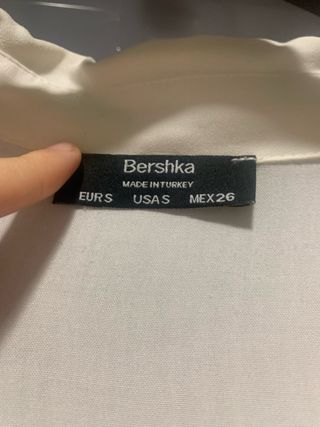 Bershka
MADE IN TURKEY
EUR S USA S MEX 26